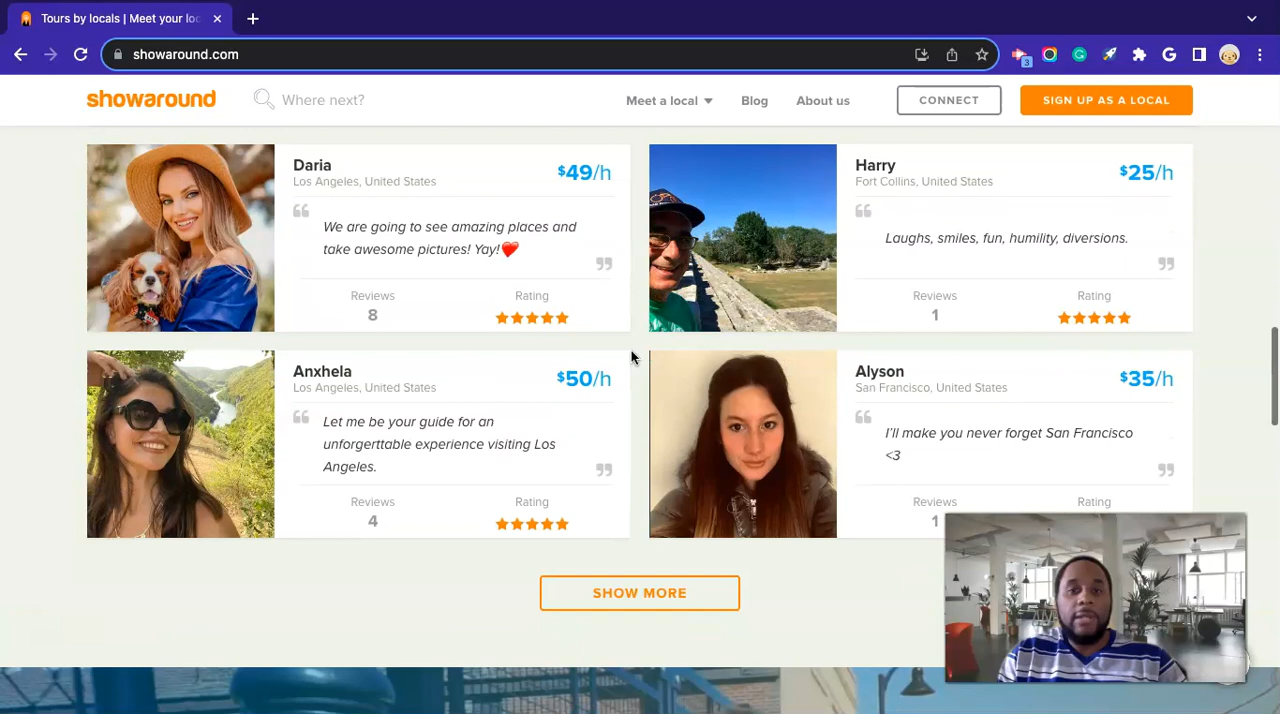 Tours by locals | Meet your loc
showaround.com
3
showaround
Where next?
Meet a local
Blog
About us
CONNECT
SIGN UP AS A LOCAL
Daria
$49/h
Los Angeles, United States
We are going to see amazing places and
take awesome pictures! Yay!❤️
Reviews
Rating
8
Harry
$25/h
Fort Collins, United States
Laughs, smiles, fun, humility, diversions.
Reviews
Rating
1
Anxhela
$50/h
Los Angeles, United States
Let me be your guide for an
unforgerttable experience visiting Los
Angeles.
Reviews
Rating
4
Alyson
$35/h
San Francisco, United States
I'll make you never forget San Francisco
<3
Reviews
Rating
1
SHOW MORE